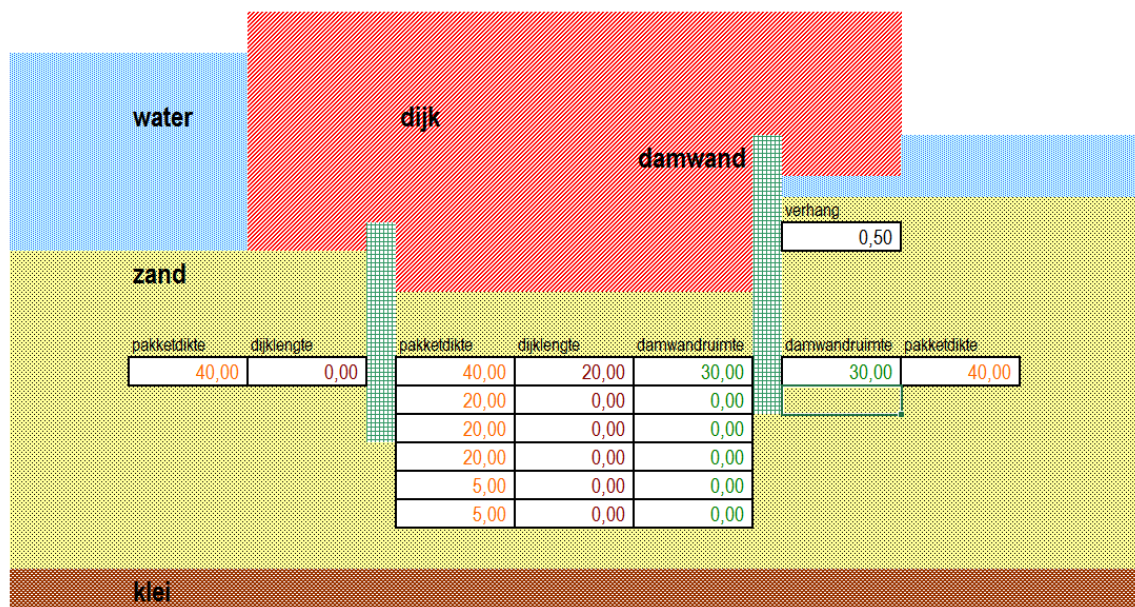 water
dijk
damwand
verhang
0,50
zand
pakketdikte dijklengte pakketdikte dijklengte damwandruimte damwandruimte pakketdikte
40,00 0,00 40,00 20,00 30,00 30,00 40,00
20,00 0,00 0,00
20,00 0,00 0,00
20,00 0,00 0,00
5,00 0,00 0,00
5,00 0,00 0,00
klei